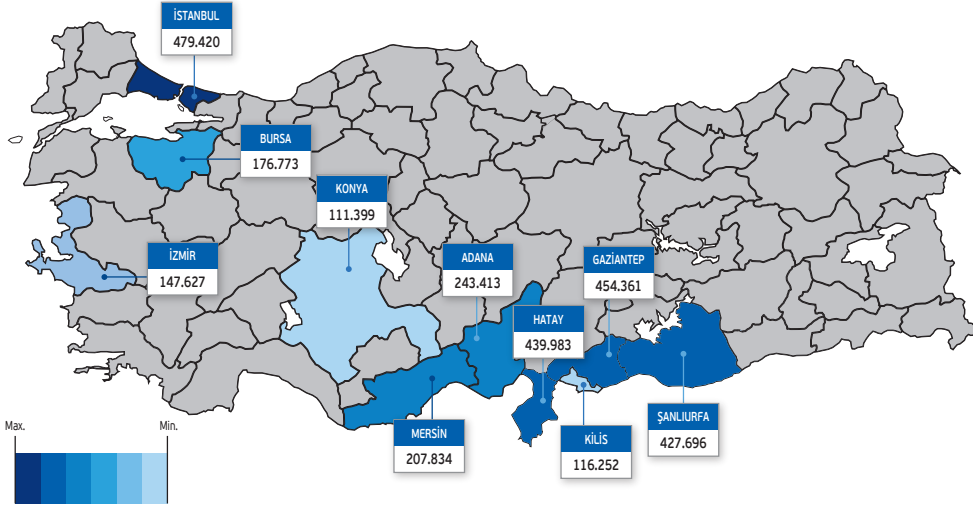 İSTANBUL
479.420
BURSA
176.773
KONYA
111.399
İZMİR
147.627
ADANA
243.413
GAZİANTEP
454.361
HATAY
439.983
ŞANLIURFA
427.696
MERSİN
207.834
KİLİS
116.252
Max.
Min.